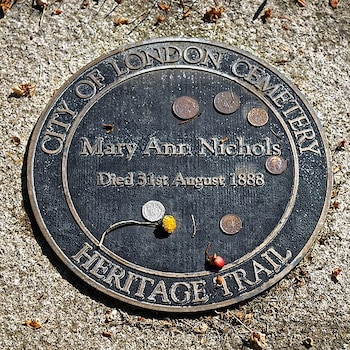 CITY OF LONDON CEMETERY
Mary Ann Nichols
Died 31st August 1888
HERITAGE TRAIL